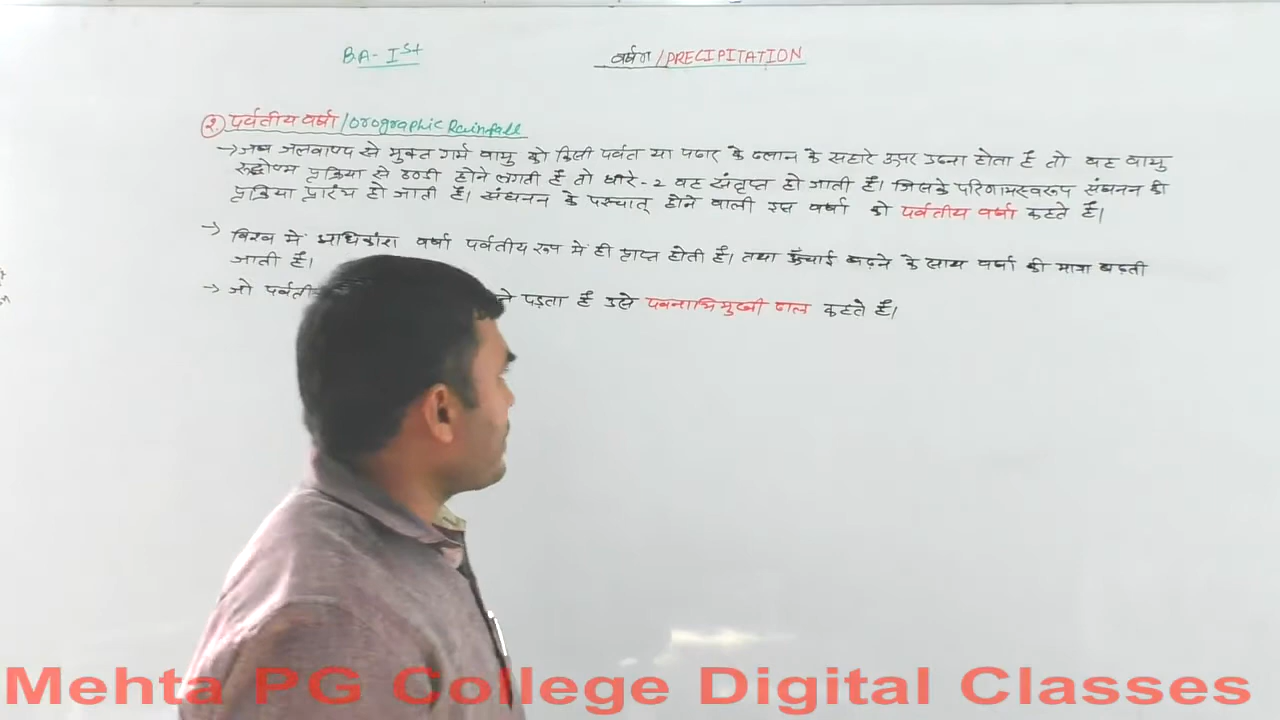 BA- Ist
वर्षण/PRECIPITATION
२. पर्वतीय वर्षा/Orographic Rainfall
→ जब जलवाष्प से युक्त गर्म वायु को किसी पर्वत या पठार के ढलान के सहारे ऊपर उठना होता है तो वह वायु
रुद्धोष्म प्रक्रिया से ठण्डी होने लगती है तो धीरे-2 वह संतृप्त हो जाती है। जिसके परिणामस्वरूप संघनन की
प्रक्रिया प्रारंभ हो जाती है। संघनन के पश्चात् होने वाली इस वर्षा को पर्वतीय वर्षा कहते है।
→ विश्व में अधिकांश वर्षा पर्वतीय रूप में ही प्राप्त होती है। तथा ऊँचाई बढ़ने के साथ वर्षा की मात्रा बढ़ती
जाती है।
→ जो पर्वतीय पड़ता है उसे पवनाभिमुखी ढाल कहते हैं।
Mehta PG College Digital Classes